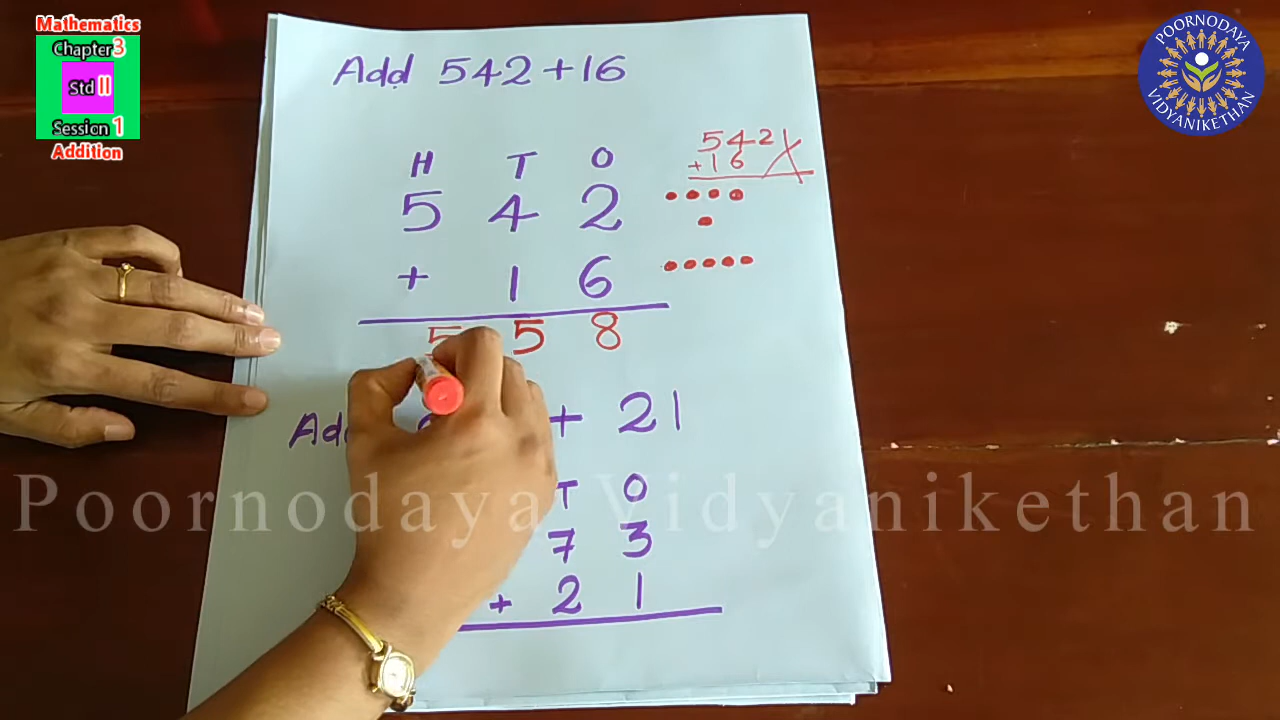 Mathematics
Chapter 3
Std II
Session 1
Addition
POORNODAYA
VIDYANIKETHAN
Add 542 + 16
542
+16
H T O
5 4 2
+ 1 6
5 5 8
+ 21
T O
7 3
+ 2 1
Poornodaya Vidyanikethan